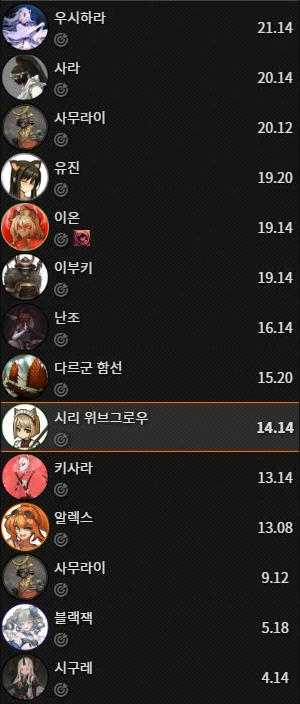 우시하라
21.14
사라
20.14
사무라이
20.12
유진
19.20
이온
19.14
이부키
19.14
난조
16.14
다르군 함선
15.20
시리 위브그로우
14.14
키사라
13.14
알렉스
13.08
사무라이
9.12
블랙잭
5.18
시구레
4.14